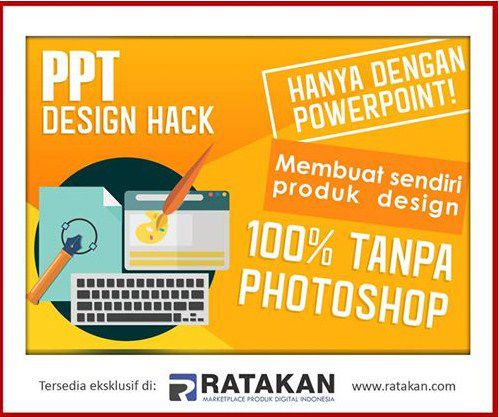 PPT
DESIGN HACK
HANYA DENGAN
POWERPOINT!
Membuat sendiri
produk design
100% TANPA
PHOTOSHOP
Tersedia eksklusif di:
RATAKAN
MARKETPLACE PRODUK DIGITAL INDONESIA
www.ratakan.com